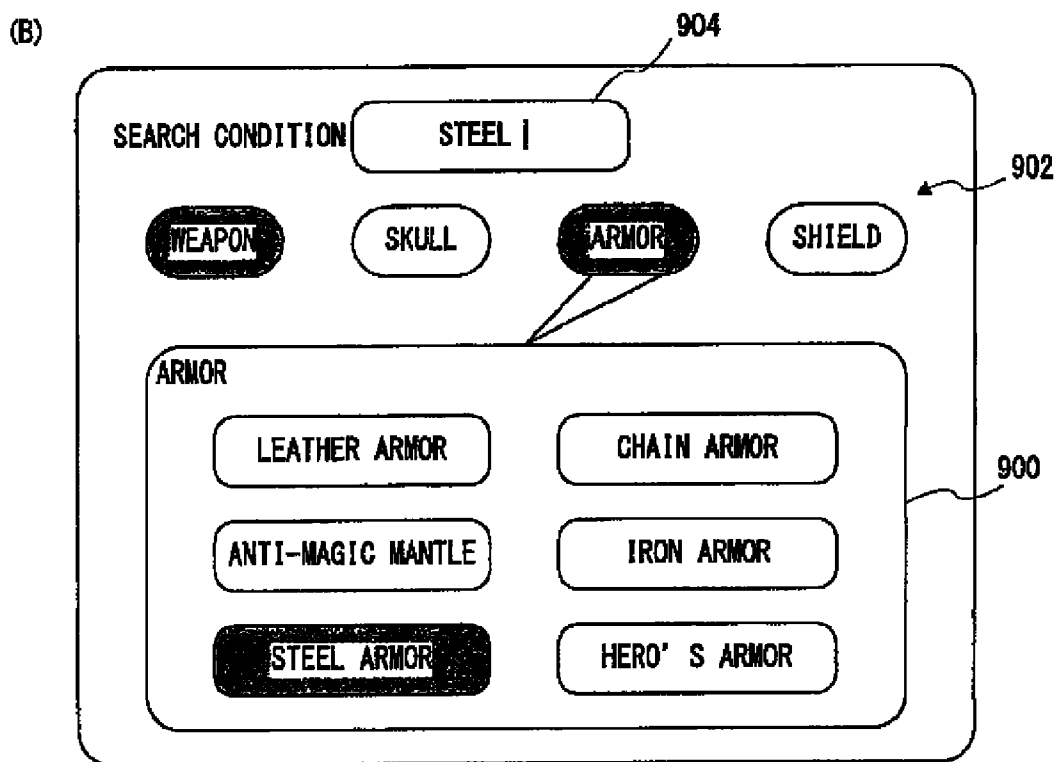 (B)
904
SEARCH CONDITION STEEL
902
WEAPON SKULL ARMOR SHIELD
ARMOR
LEATHER ARMOR CHAIN ARMOR
900
ANTI-MAGIC MANTLE IRON ARMOR
STEEL ARMOR HERO'S ARMOR